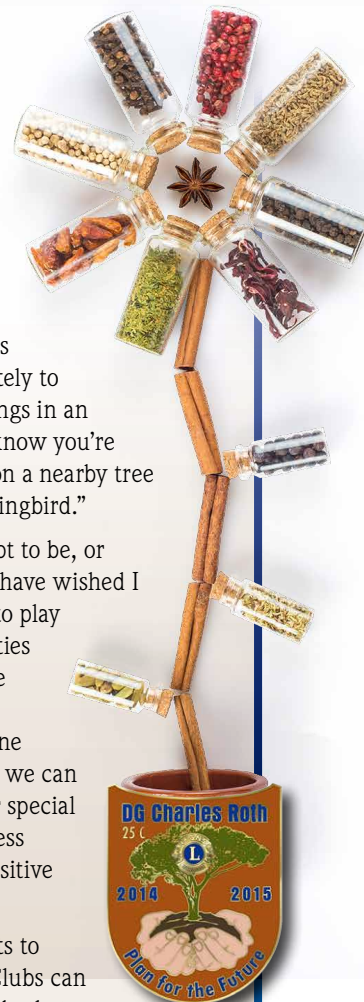 s
tely to
ngs in an
know you're
on a nearby tree
ingbird.”
ot to be, or
have wished I
to play
ties
e
ne
we can
r special
ess
sitive
ts to
Clubs can
DG Charles Roth
25 C
L
2014 2015
Plan for the Future